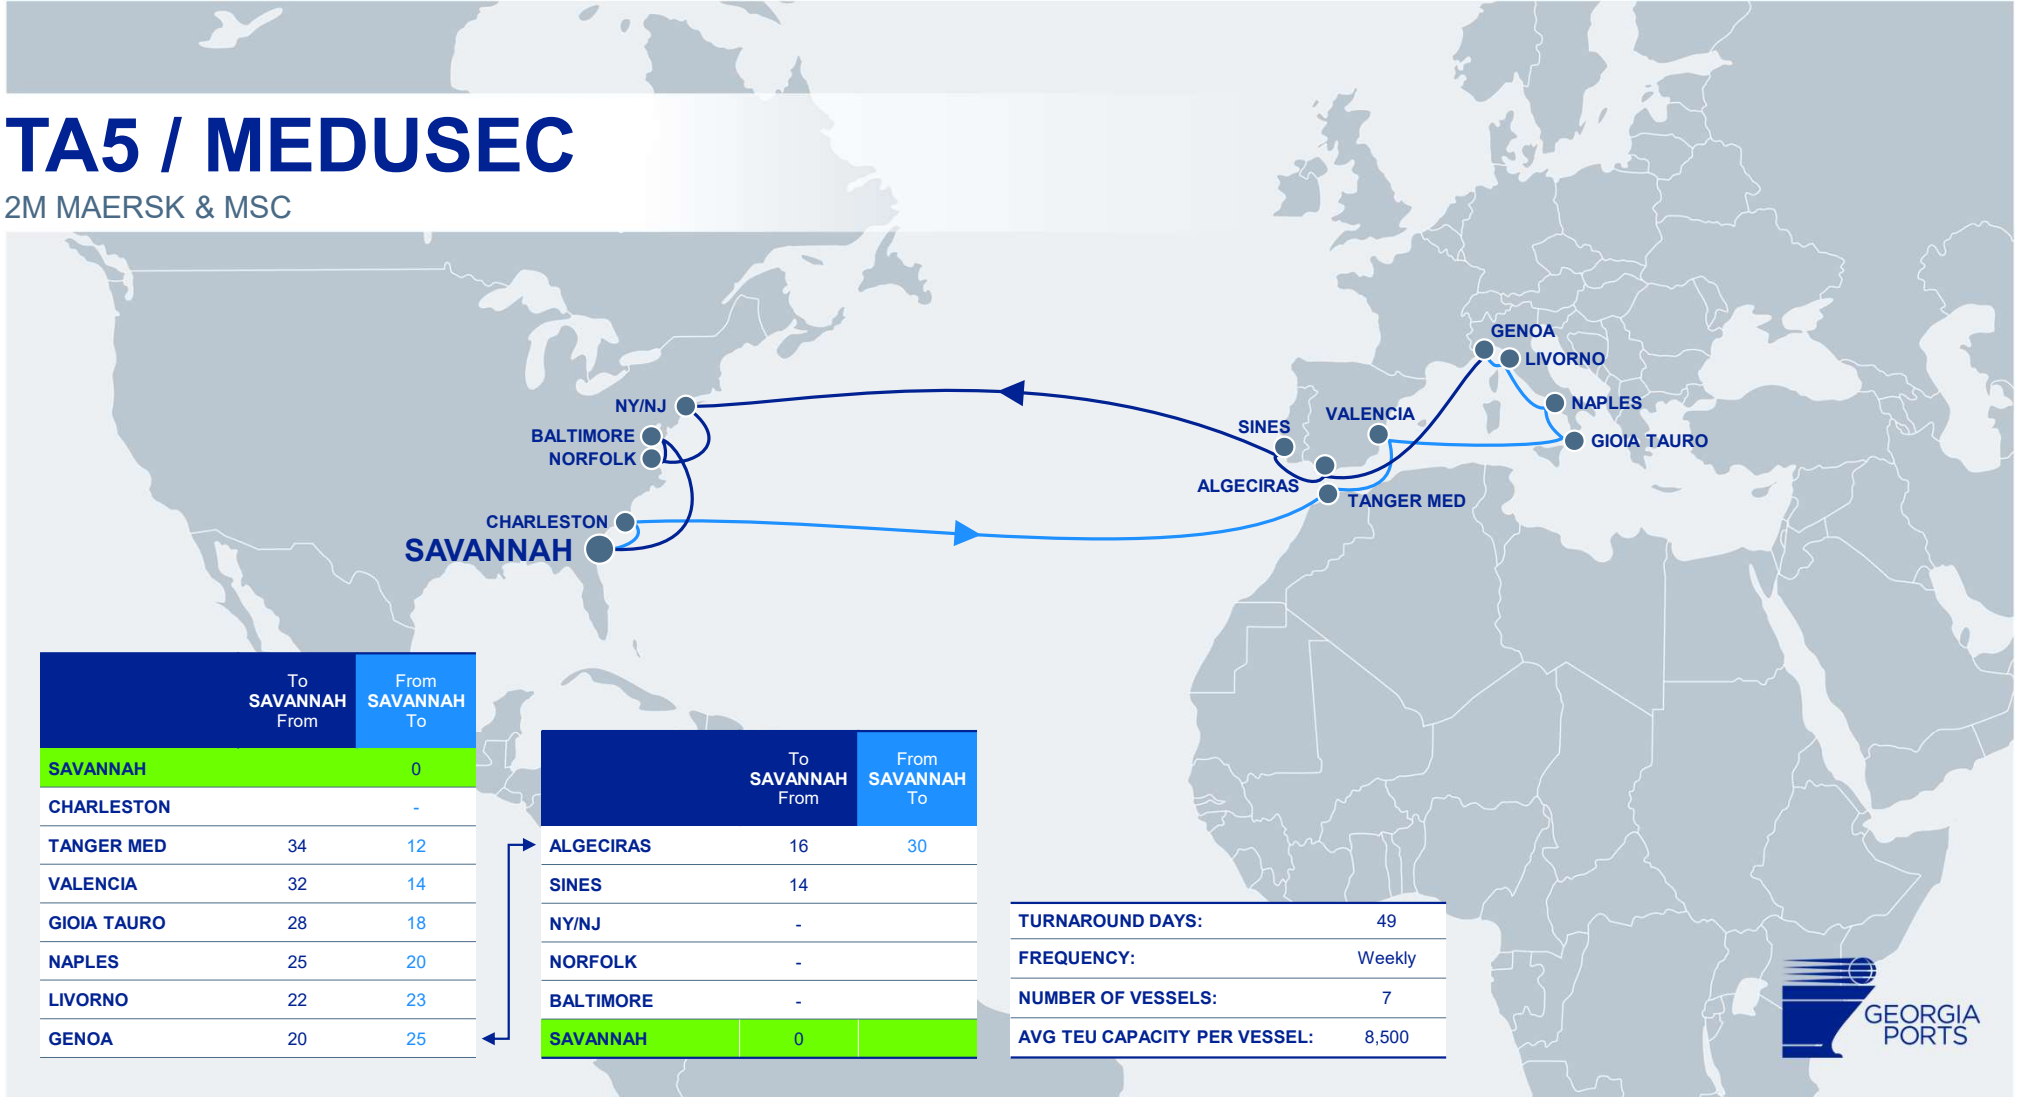 TA5 / MEDUSEC
2M MAERSK & MSC
GENOA
LIVORNO
NAPLES
GIOIA TAURO
VALENCIA
SINES
ALGECIRAS
TANGER MED
NY/NJ
BALTIMORE
NORFOLK
CHARLESTON
SAVANNAH
To SAVANNAH From
From SAVANNAH To
SAVANNAH 0
CHARLESTON -
TANGER MED 34 12
VALENCIA 32 14
GIOIA TAURO 28 18
NAPLES 25 20
LIVORNO 22 23
GENOA 20 25
To SAVANNAH From
From SAVANNAH To
ALGECIRAS 16 30
SINES 14
NY/NJ -
NORFOLK -
BALTIMORE -
SAVANNAH 0
TURNAROUND DAYS: 49
FREQUENCY: Weekly
NUMBER OF VESSELS: 7
AVG TEU CAPACITY PER VESSEL: 8,500
GEORGIA
PORTS